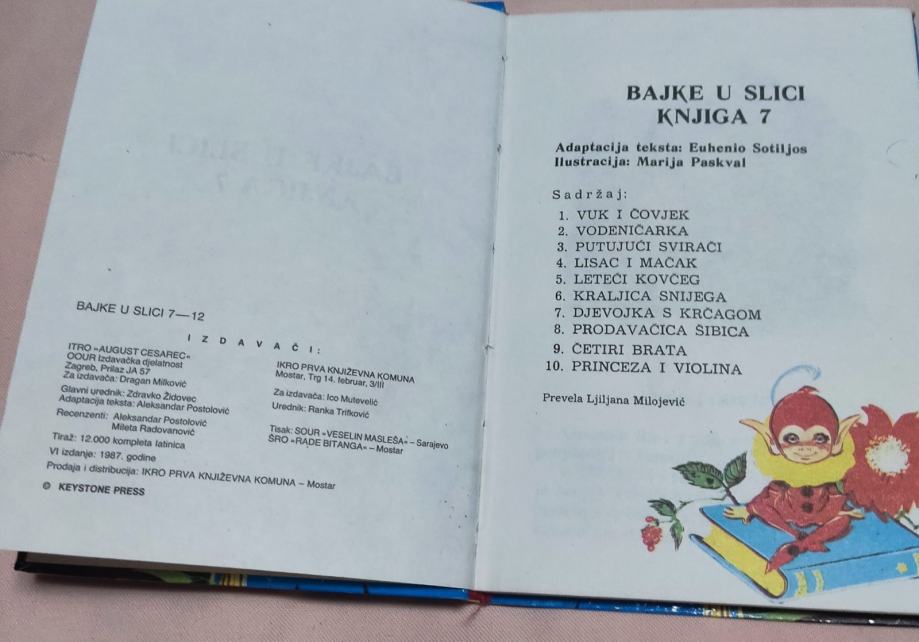 BAJKE U SLICI 7—12
I Z D A V A Č I :
ITRO »AUGUST CESAREC«
OOUR Izdavačka djelatnost
Zagreb, Prilaz JA 57
Za izdavača: Dragan Milković
Glavni urednik: Zdravko Židovec
Adaptacija teksta: Aleksandar Postolović
Recenzenti: Aleksandar Postolović
Mileta Radovanović
Tiraž: 12.000 kompleta latinica
VI izdanje: 1987. godine
Prodaja i distribucija: IKRO PRVA KNJIŽEVNA KOMUNA – Mostar
© KEYSTONE PRESS
IKRO PRVA KNJIŽEVNA KOMUNA
Mostar, Trg 14. februar, 3/III
Za izdavača: Ico Mutevelić
Urednik: Ranka Trifković
Tisak: SOUR »VESELIN MASLEŠA« – Sarajevo
ŠRO »RADE BITANGA« – Mostar
BAJKE U SLICI
KNJIGA 7
Adaptacija teksta: Euhenio Sotiljos
Ilustracija: Marija Paskval
Sadržaj:
1. VUK I ČOVJEK
2. VODENIČARKA
3. PUTUJUĆI SVIRAČI
4. LISAC I MAČAK
5. LETEĆI KOVČEG
6. KRALJICA SNIJEGA
7. DJEVOJKA S KRČAGOM
8. PRODAVAČICA ŠIBICA
9. ČETIRI BRATA
10. PRINCEZA I VIOLINA
Prevela Ljiljana Milojević